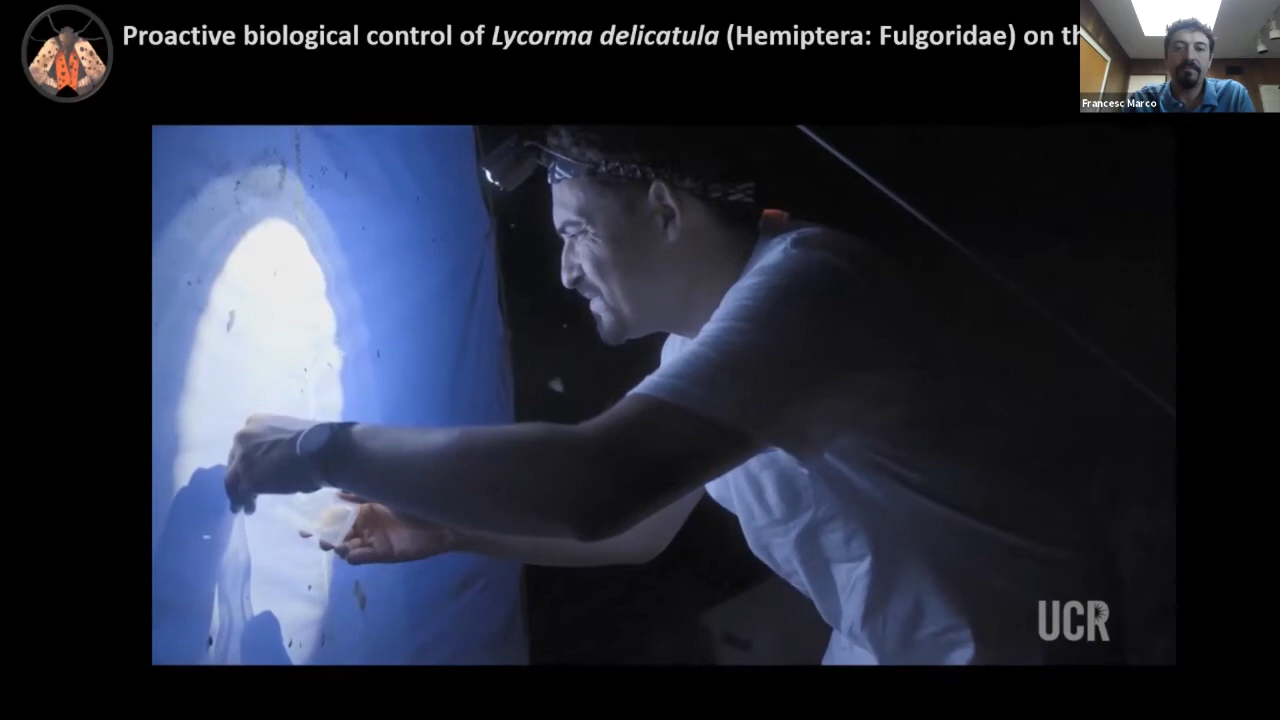 Proactive biological control of Lycorma delicatula (Hemiptera: Fulgoridae) on th
Francesc Marco
UCR